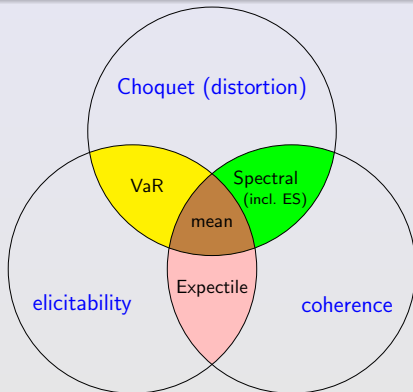 Choquet (distortion)
VaR
Spectral
(incl. ES)
mean
Expectile
elicitability
coherence